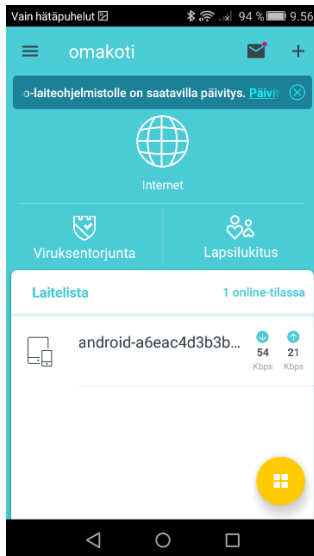 Vain hätäpuhelut 94 % 9.56
omakoti
o-laiteohjelmistolle on saatavilla päivitys. Päivit
Internet
Viruksentorjunta Lapsilukitus
Laitelista 1 online-tilassa
android-a6eac4d3b3b... 54 21
Kbps Kbps